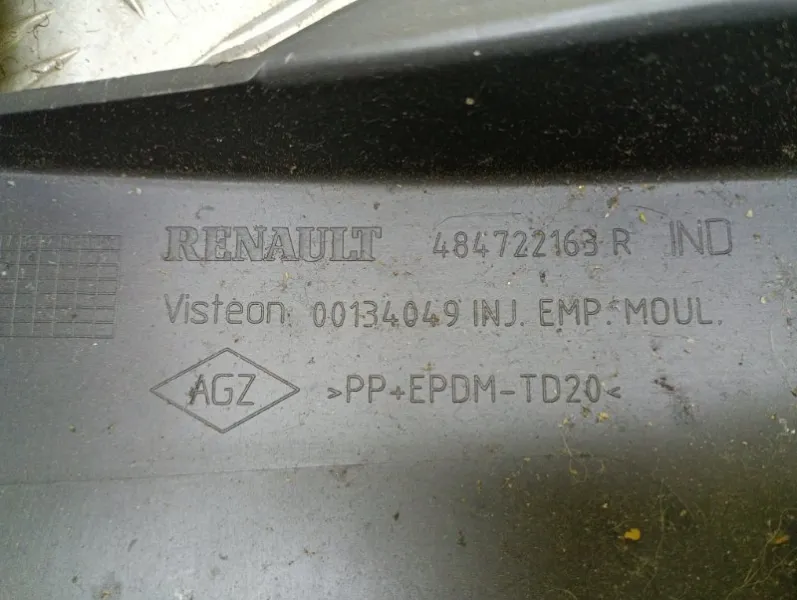 RENAULT 484722163 R IND
Visteon 00134049 INJ. EMP. MOUL.
AGZ >PP+EPDM-TD20<